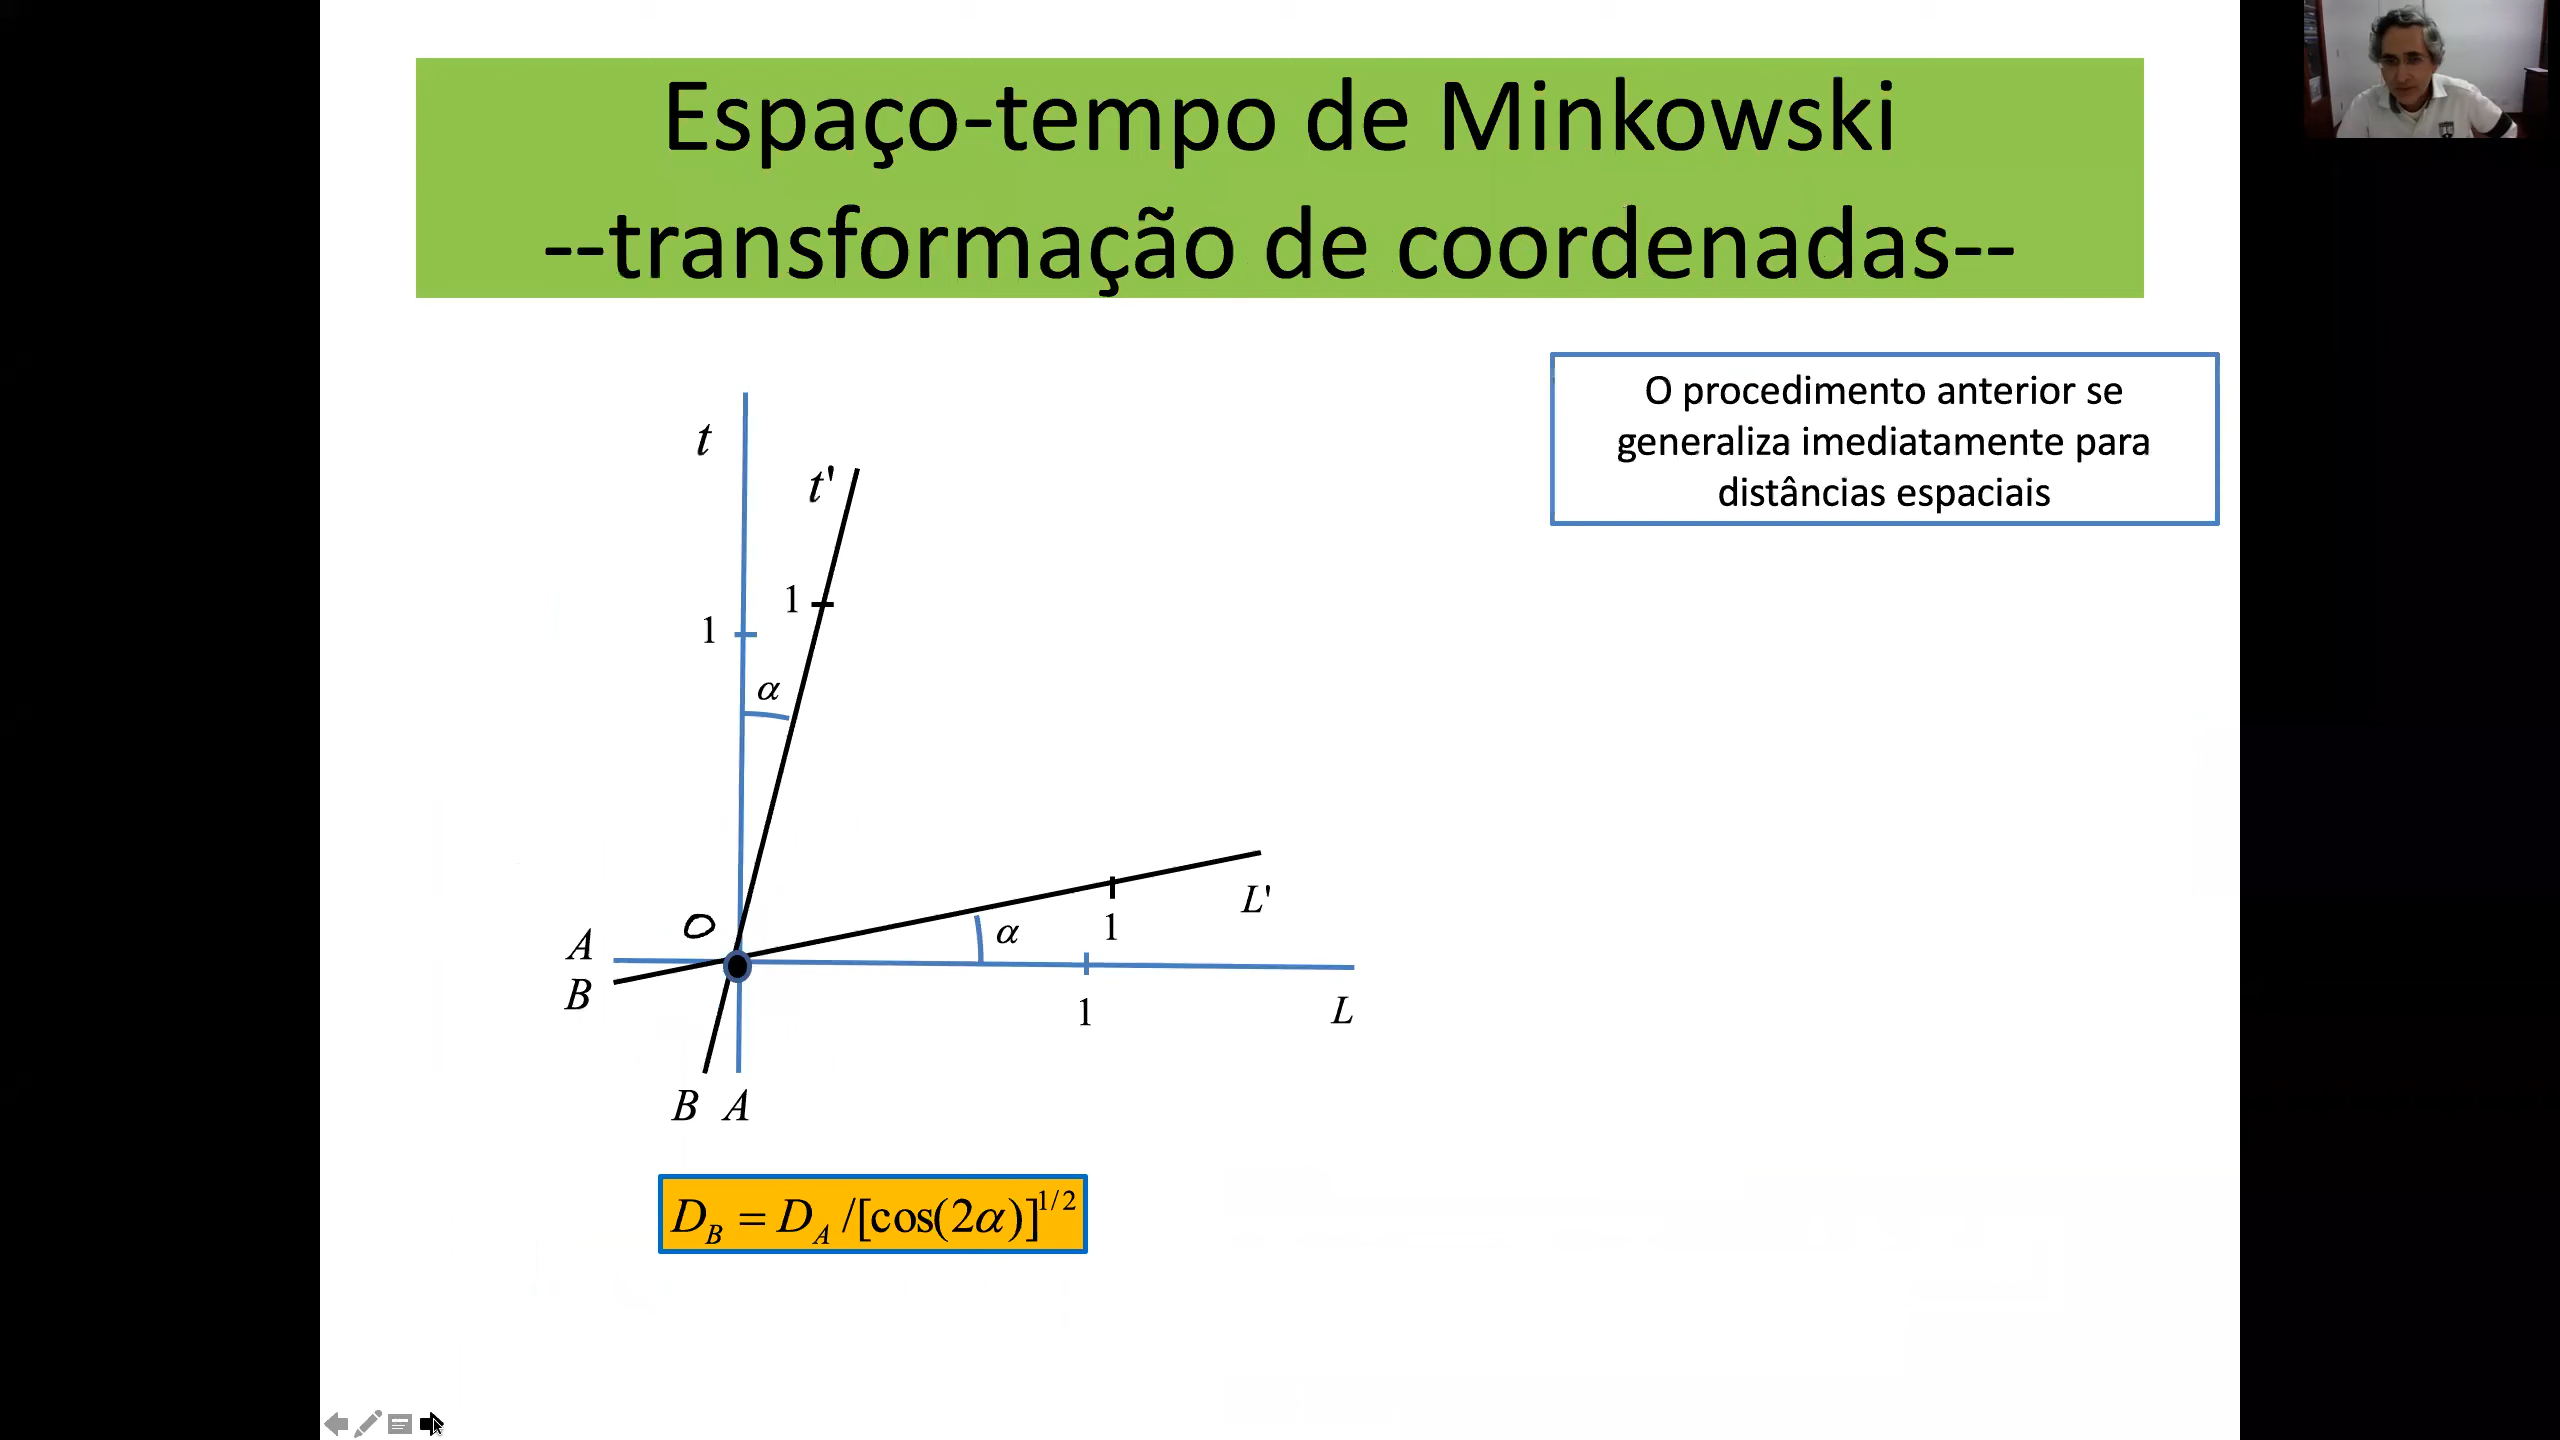 Espaço-tempo de Minkowski
--transformação de coordenadas--
O procedimento anterior se
generaliza imediatamente para
distâncias espaciais
t
t'
1
1
α
O
A
B
α
1
L'
1
L
B A
D_B = D_A /[cos(2α)]^{1/2}